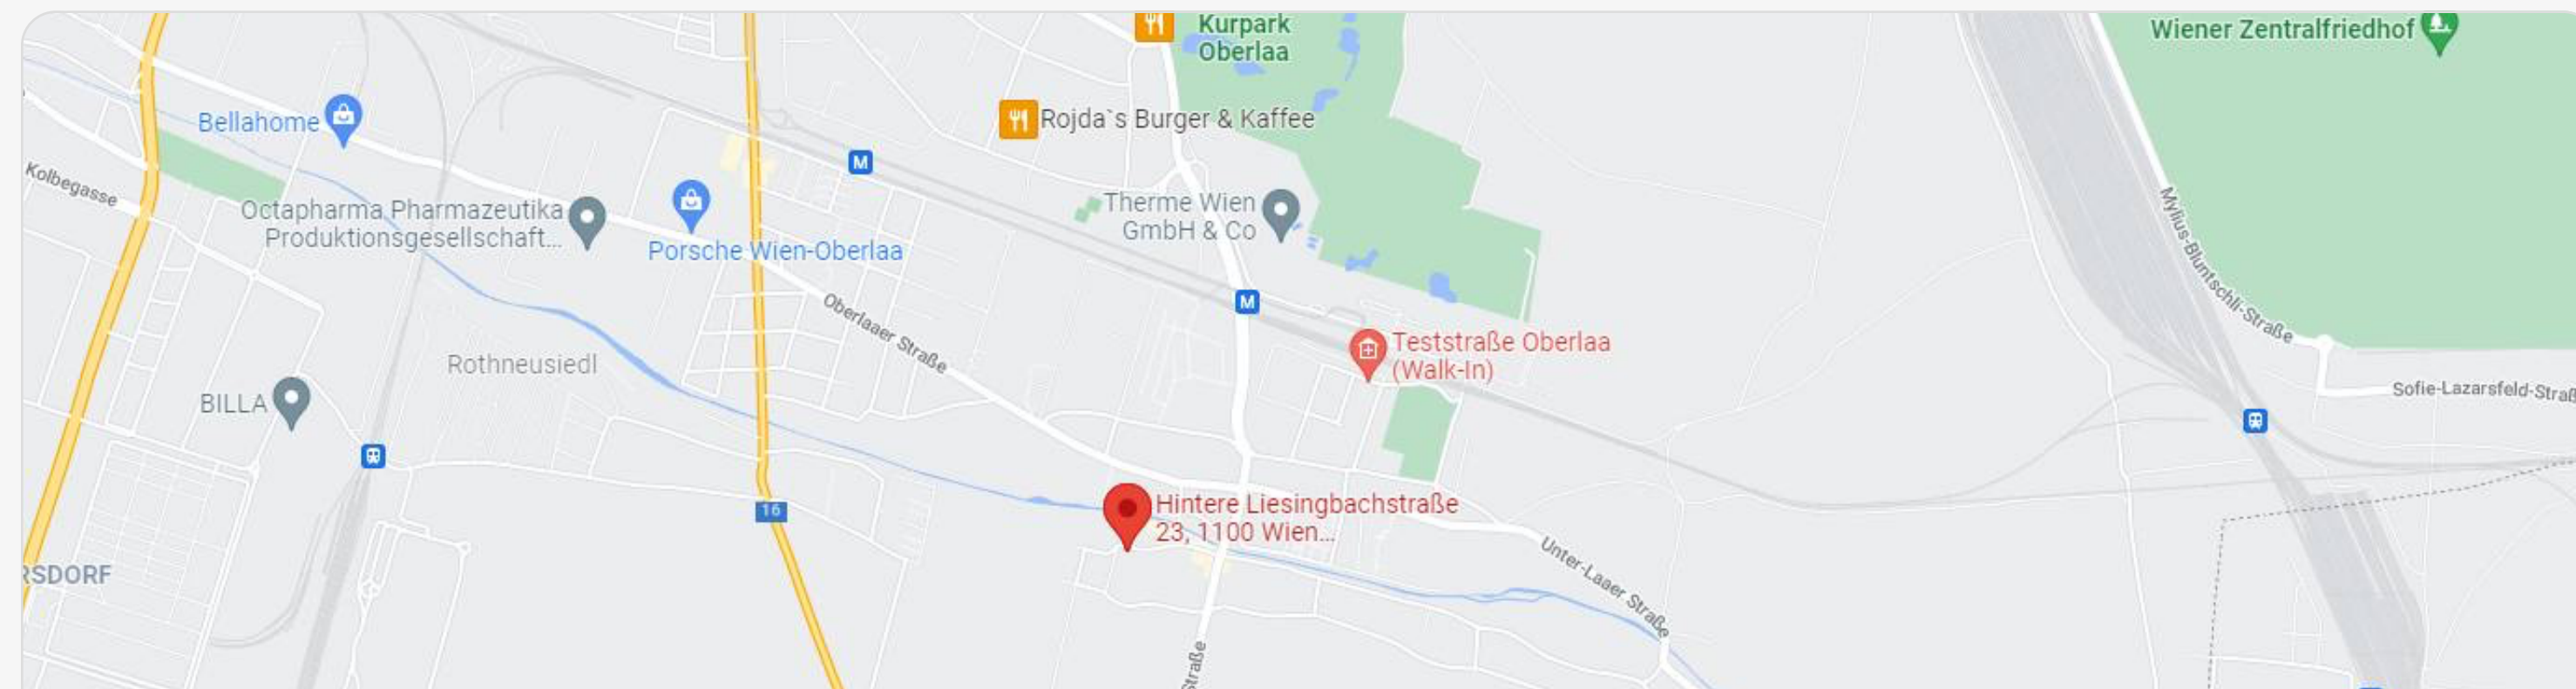 Kurpark
Oberlaa
Wiener Zentralfriedhof
Bellahome
Rojda`s Burger & Kaffee
Kolbegasse
M
Octapharma Pharmazeutika
Produktionsgesellschaft...
Therme Wien
GmbH & Co
Porsche Wien-Oberlaa
Mylius-Bluntschli-Straße
M
Oberlaaer Straße
Teststraße Oberlaa
(Walk-In)
Rothneusiedl
BILLA
Sofie-Lazarsfeld-Straß
16
Hintere Liesingbachstraße
23, 1100 Wien...
RSDORF
Unter-Laaer Straße
Straße